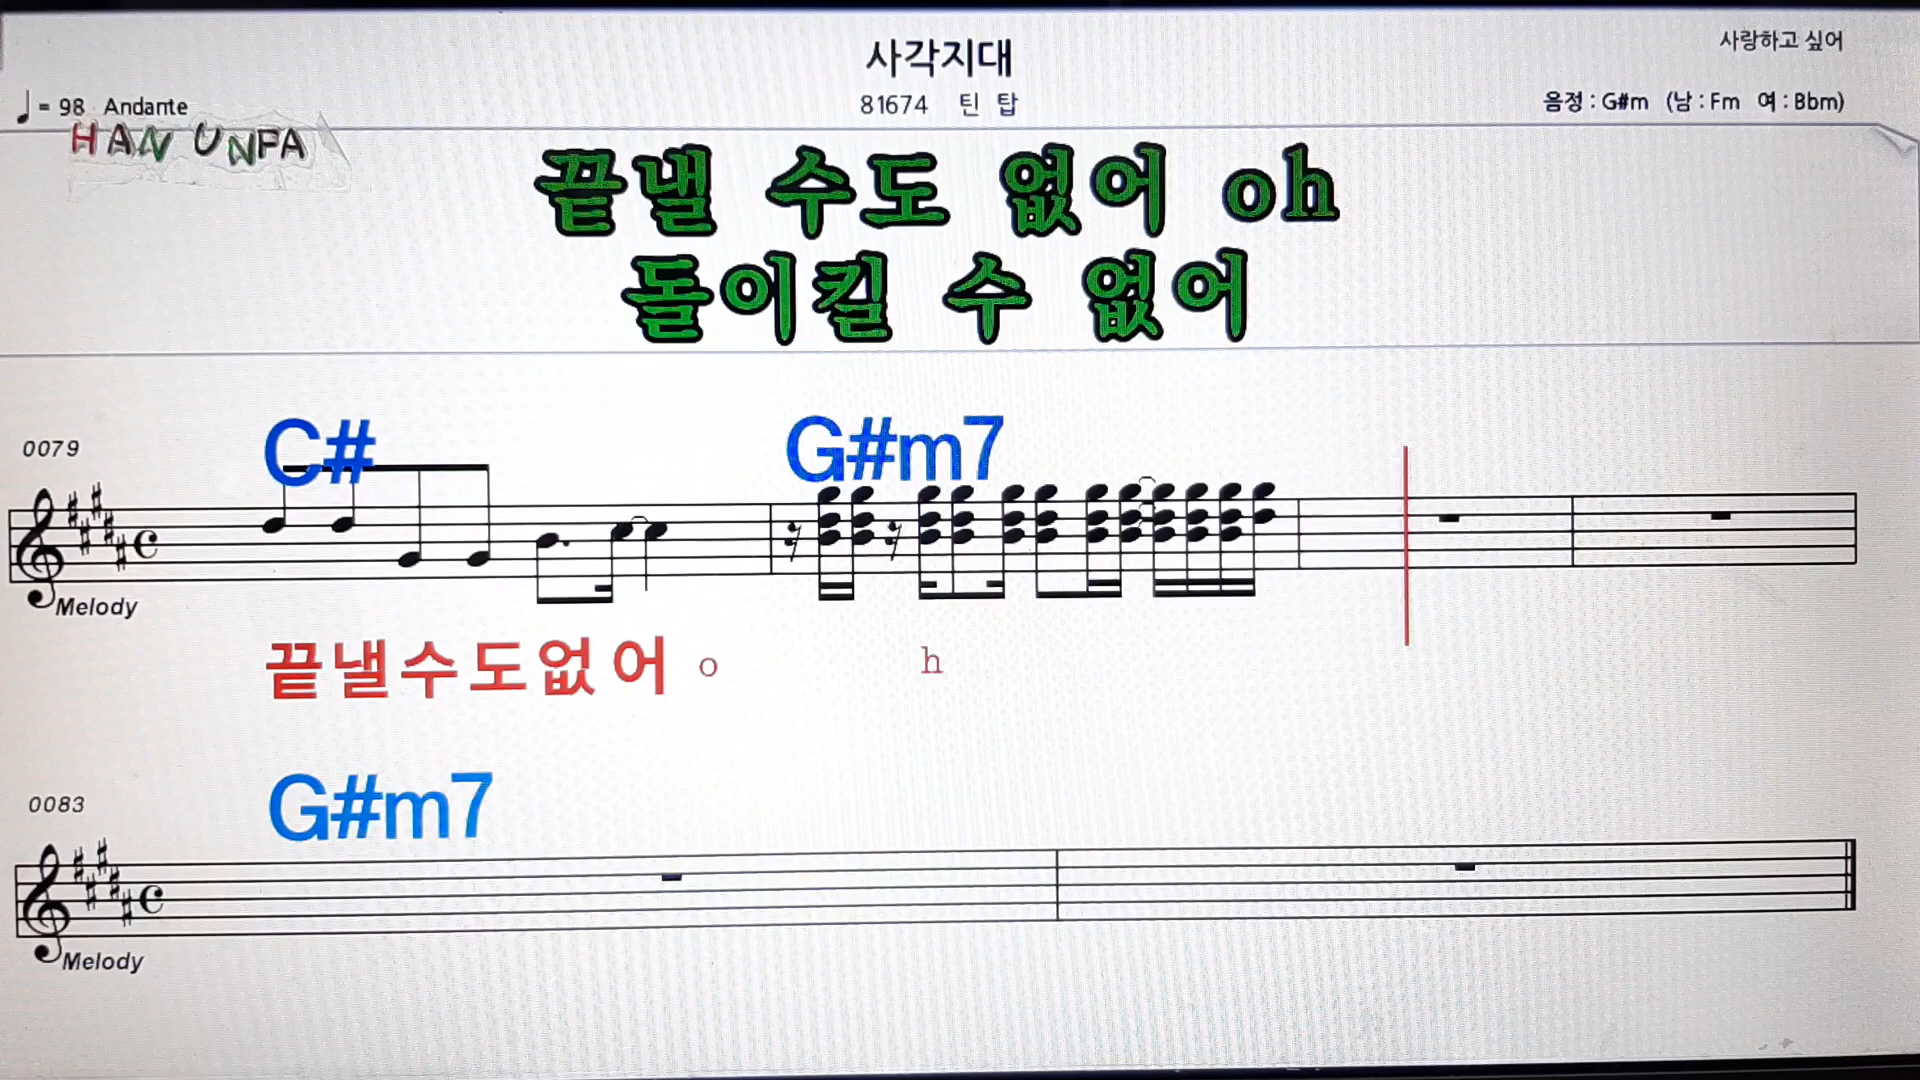 사각지대
사랑하고 싶어
♩ = 98 Andante
81674 틴 탑
음정 : G#m (남 : Fm 여 : Bbm)
HAN UNPA
끝낼 수도 없어 oh
돌이킬 수 없어
0079
C# G#m7
Melody
끝낼수도없어 o h
0083
G#m7
Melody